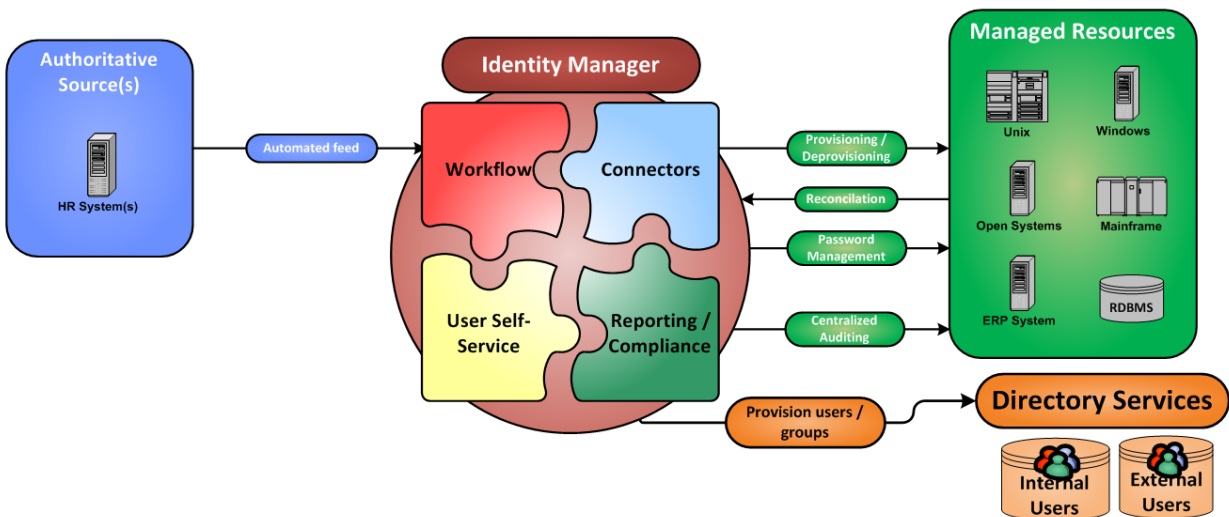 Authoritative
Source(s)
HR System(s)
Automated feed
Identity Manager
Workflow
Connectors
User Self-
Service
Reporting /
Compliance
Provisioning /
Deprovisioning
Reconcilation
Password
Management
Centralized
Auditing
Managed Resources
Unix
Windows
Open Systems
Mainframe
ERP System
RDBMS
Provision users /
groups
Directory Services
Internal
Users
External
Users